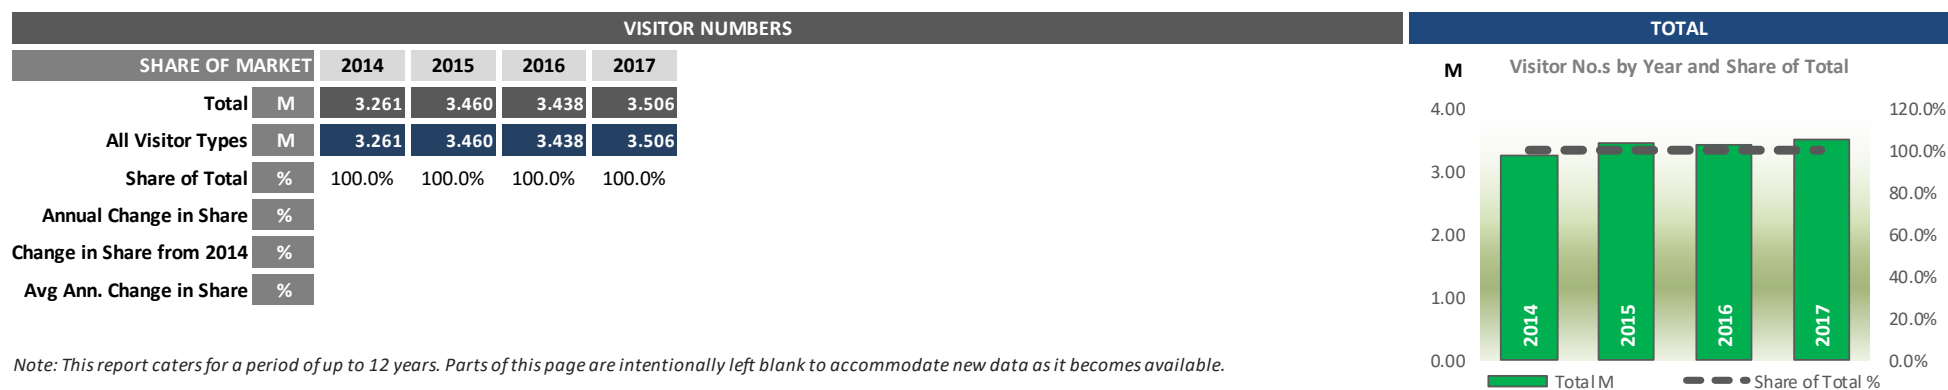 VISITOR NUMBERS
SHARE OF MARKET 2014 2015 2016 2017
Total M 3.261 3.460 3.438 3.506
All Visitor Types M 3.261 3.460 3.438 3.506
Share of Total % 100.0% 100.0% 100.0% 100.0%
Annual Change in Share %
Change in Share from 2014 %
Avg Ann. Change in Share %
Note: This report caters for a period of up to 12 years. Parts of this page are intentionally left blank to accommodate new data as it becomes available.
TOTAL
M Visitor No.s by Year and Share of Total
4.00 120.0%
100.0%
3.00
80.0%
2.00 60.0%
40.0%
1.00
20.0%
2014 2015 2016 2017
0.00 0.0%
Total M Share of Total %